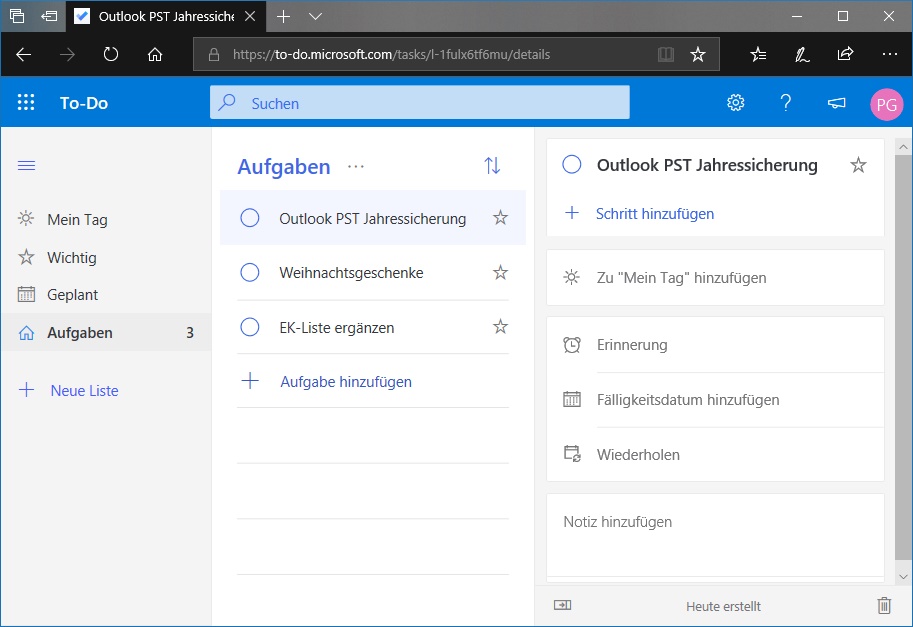 Outlook PST Jahressiche
https://to-do.microsoft.com/tasks/l-1fulx6tf6mu/details
To-Do
Suchen
?
PG
Mein Tag
Wichtig
Geplant
Aufgaben 3
Neue Liste
Aufgaben ...
Outlook PST Jahressicherung
Weihnachtsgeschenke
EK-Liste ergänzen
Aufgabe hinzufügen
Outlook PST Jahressicherung
Schritt hinzufügen
Zu "Mein Tag" hinzufügen
Erinnerung
Fälligkeitsdatum hinzufügen
Wiederholen
Notiz hinzufügen
Heute erstellt